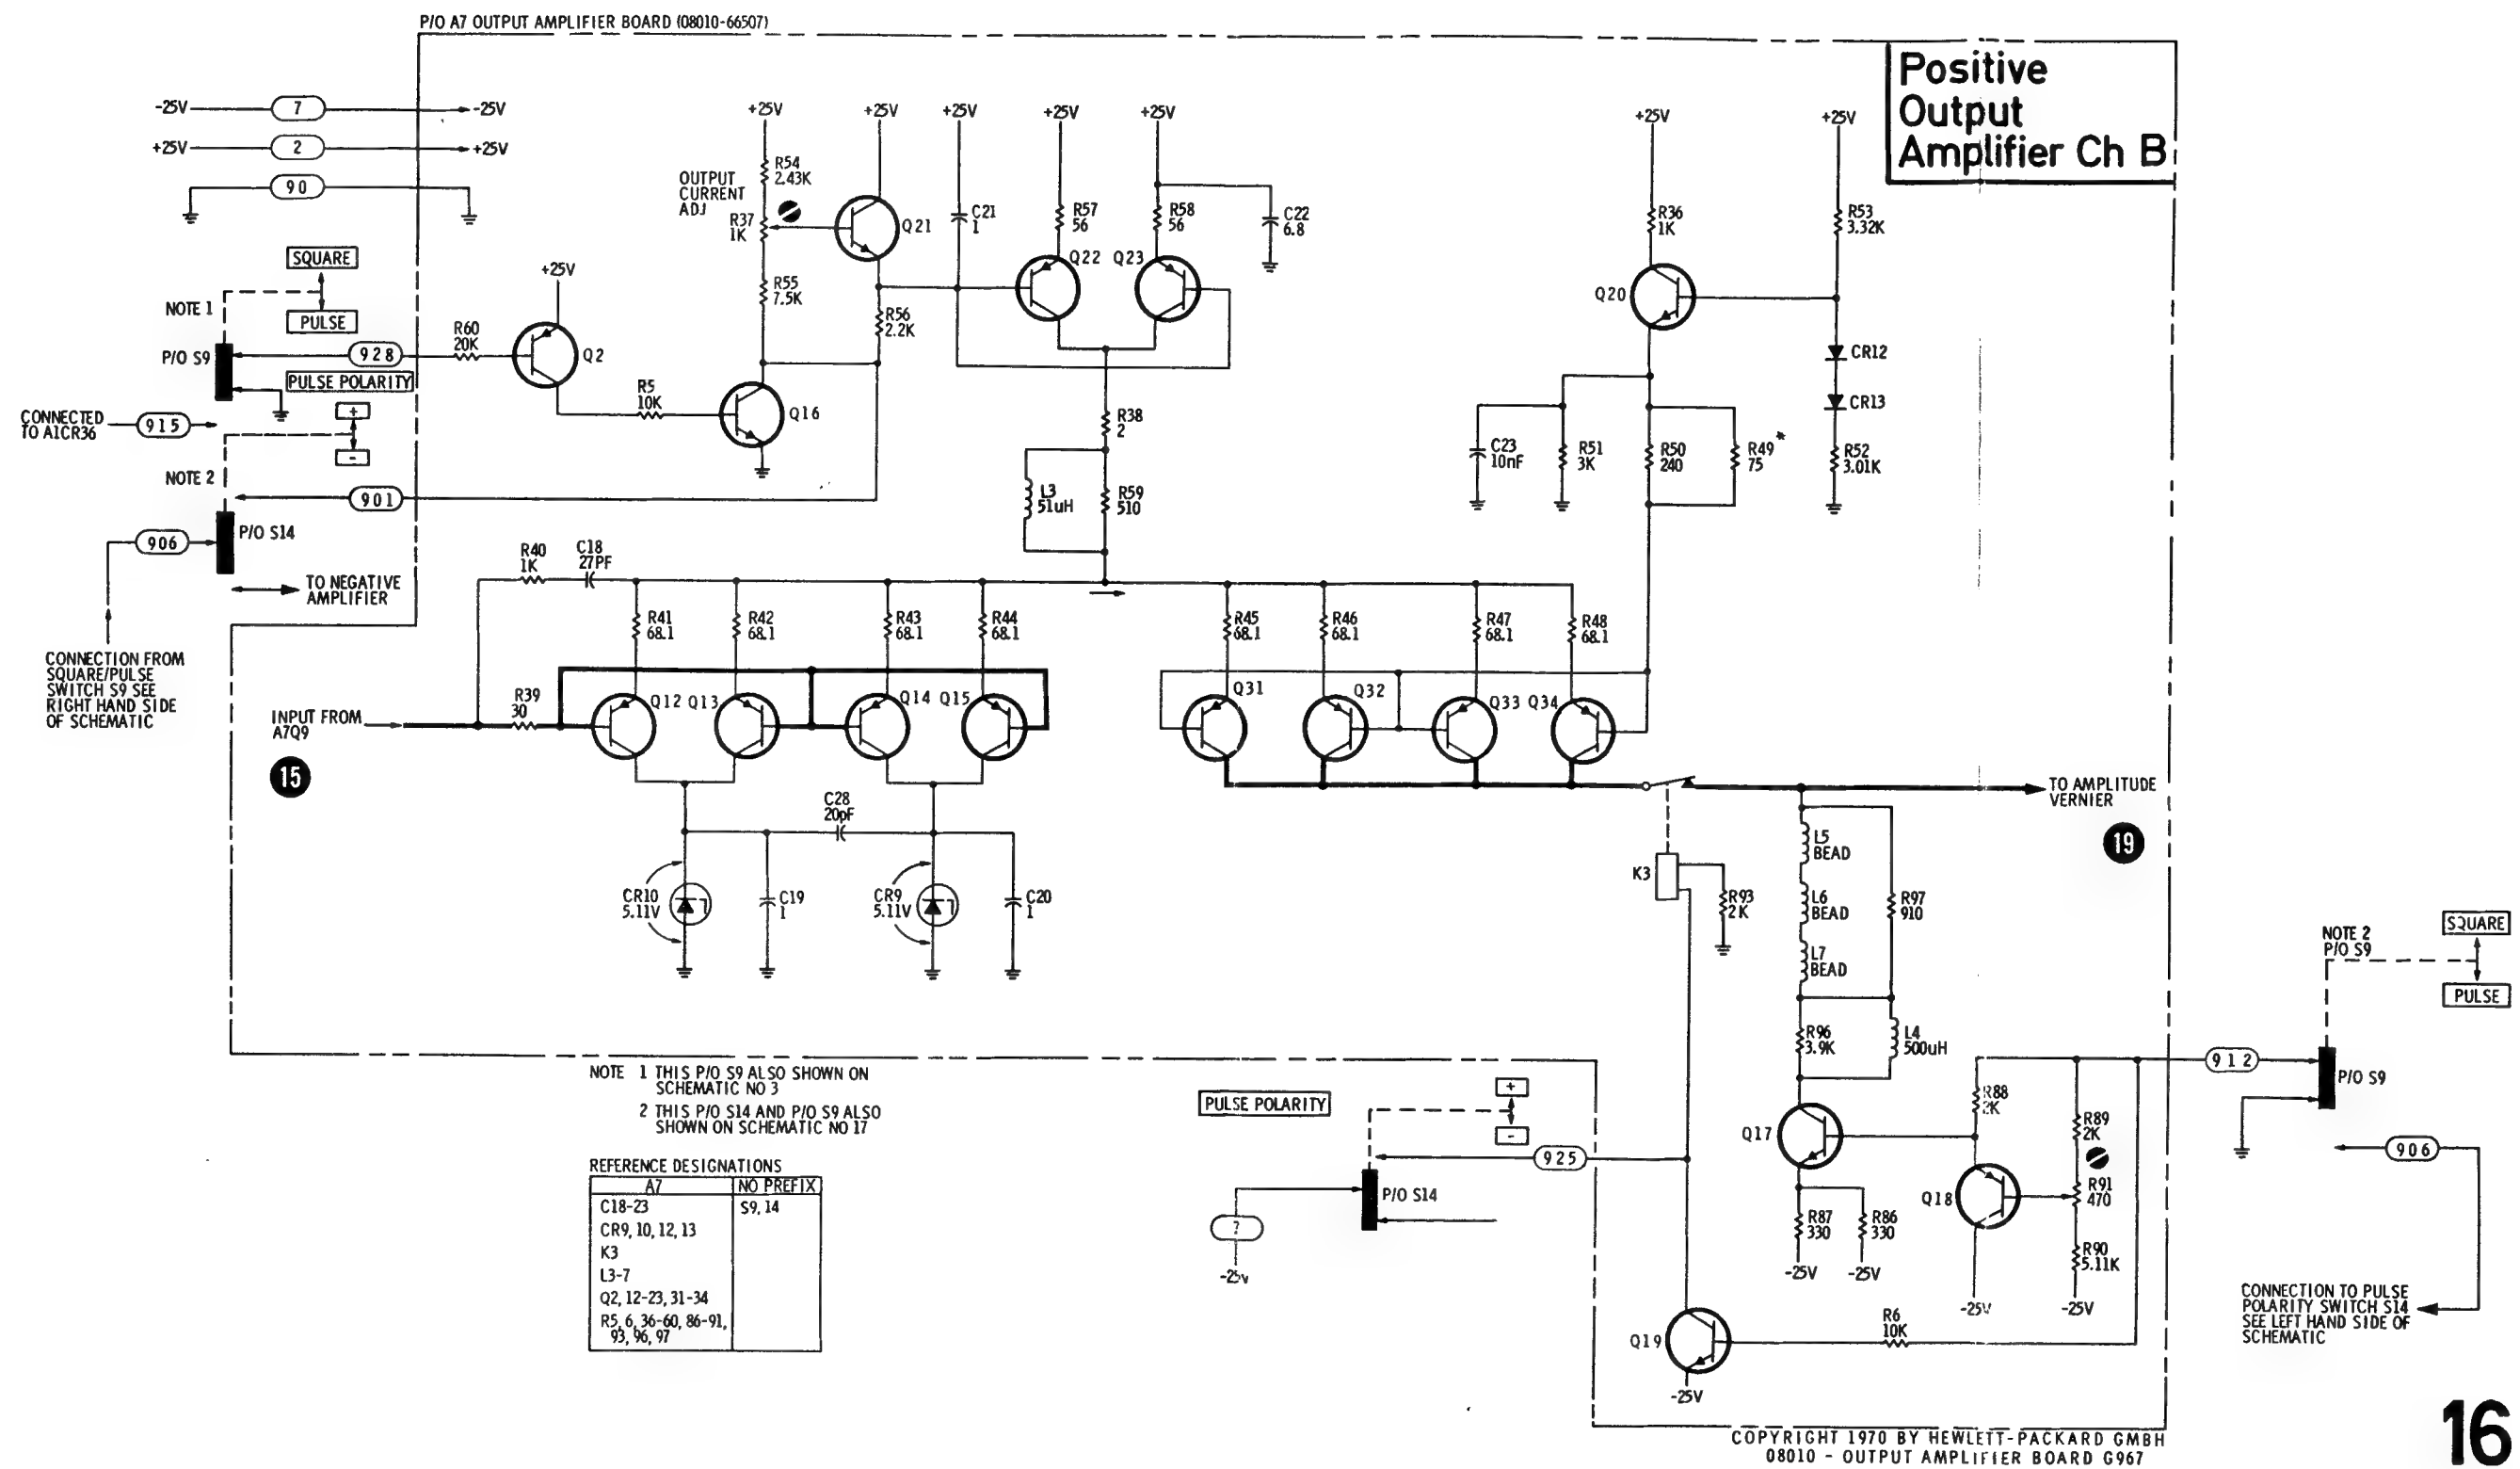 P/O A7 OUTPUT AMPLIFIER BOARD (08010-66507)
Positive
Output
Amplifier Ch B
-25V
7
-25V
+25V
2
+25V
90
SQUARE
NOTE 1
PULSE
P/O S9
928
PULSE POLARITY
CONNECTED
TO A1CR36
915
+
-
NOTE 2
901
906
P/O S14
TO NEGATIVE
AMPLIFIER
CONNECTION FROM
SQUARE/PULSE
SWITCH S9 SEE
RIGHT HAND SIDE
OF SCHEMATIC
R60
20K
+25V
Q2
R5
10K
Q16
+25V
R54
2.43K
OUTPUT
CURRENT
ADJ
R37
1K
R55
7.5K
+25V
Q21
R56
2.2K
+25V
C21
1
+25V
R57
56
Q22
+25V
R58
56
Q23
C22
6.8
R38
2
L3
51uH
R59
510
+25V
R36
1K
Q20
+25V
R53
3.32K
CR12
CR13
R52
3.01K
C23
10nF
R51
3K
R50
240
R49*
75
R40
1K
C18
27PF
R41
68.1
R42
68.1
R43
68.1
R44
68.1
R45
68.1
R46
68.1
R47
68.1
R48
68.1
INPUT FROM
A7Q9
15
R39
30
Q12
Q13
Q14
Q15
Q31
Q32
Q33
Q34
C28
20pF
CR10
5.11V
C19
1
CR9
5.11V
C20
1
TO AMPLITUDE
VERNIER
19
K3
R93
2K
L5
BEAD
L6
BEAD
L7
BEAD
R97
910
R96
3.9K
L4
500uH
NOTE 2
P/O S9
SQUARE
PULSE
912
P/O S9
906
R88
2K
R89
2K
R91
470
R90
5.11K
-25V
Q17
Q18
-25V
R87
330
-25V
R86
330
-25V
R6
10K
Q19
-25V
CONNECTION TO PULSE
POLARITY SWITCH S14
SEE LEFT HAND SIDE OF
SCHEMATIC
NOTE 1 THIS P/O S9 ALSO SHOWN ON
SCHEMATIC NO 3
2 THIS P/O S14 AND P/O S9 ALSO
SHOWN ON SCHEMATIC NO 17
PULSE POLARITY
+
-
925
P/O S14
-25v
REFERENCE DESIGNATIONS
A7 NO PREFIX
C18-23 S9, 14
CR9, 10, 12, 13
K3
L3-7
Q2, 12-23, 31-34
R5, 6, 36-60, 86-91,
93, 96, 97
COPYRIGHT 1970 BY HEWLETT-PACKARD GMBH
08010 - OUTPUT AMPLIFIER BOARD G967
16